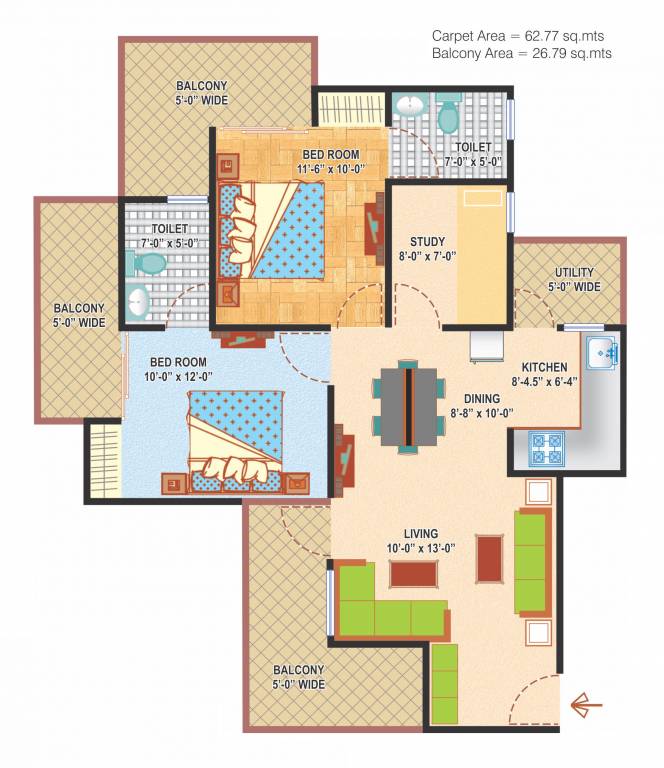 Carpet Area = 62.77 sq.mts
Balcony Area = 26.79 sq.mts
BALCONY
5'-0" WIDE
BED ROOM
11'-6" x 10'-0"
TOILET
7'-0" x 5'-0"
TOILET
7'-0" x 5'-0"
STUDY
8'-0" x 7'-0"
UTILITY
5'-0" WIDE
BALCONY
5'-0" WIDE
BED ROOM
10'-0" x 12'-0"
KITCHEN
8'-4.5" x 6'-4"
DINING
8'-8" x 10'-0"
LIVING
10'-0" x 13'-0"
BALCONY
5'-0" WIDE